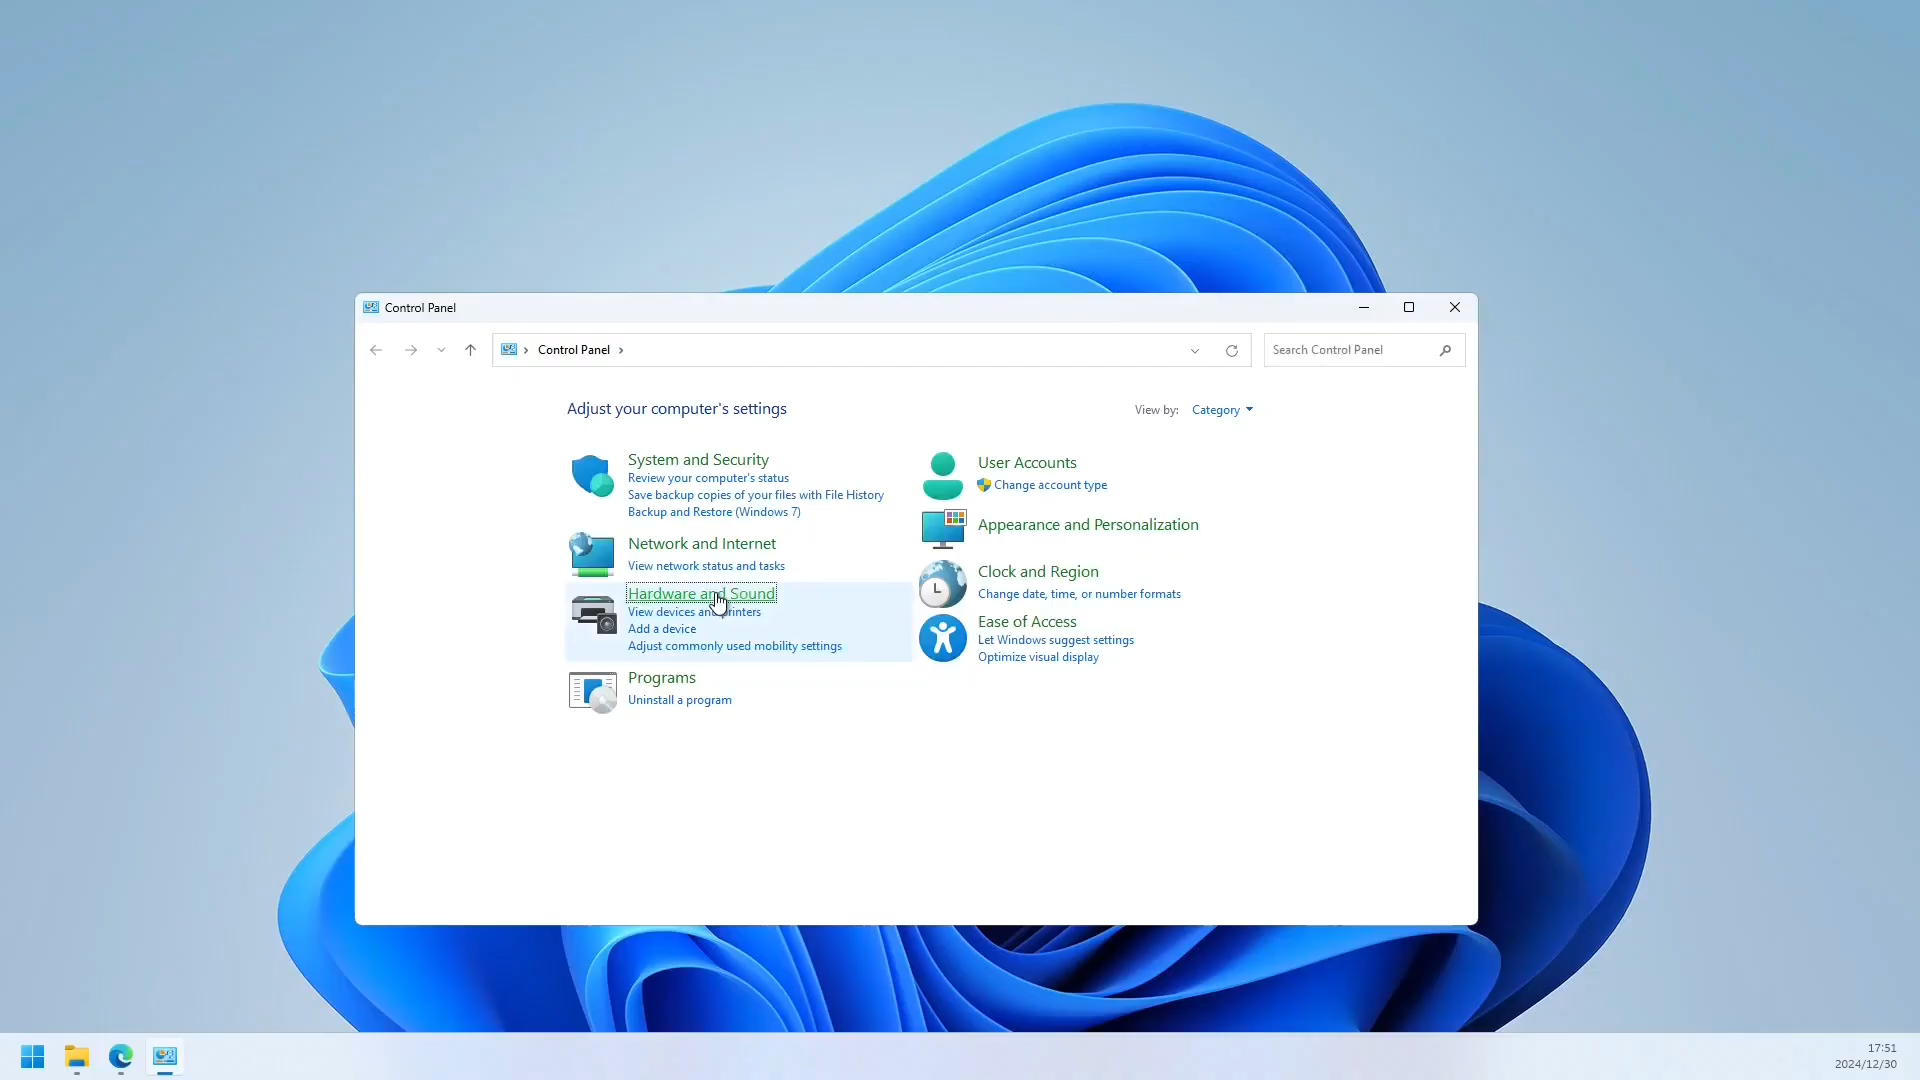 Control Panel
Control Panel
Search Control Panel
Adjust your computer's settings
View by: Category
System and Security
Review your computer's status
Save backup copies of your files with File History
Backup and Restore (Windows 7)
Network and Internet
View network status and tasks
Hardware and Sound
View devices and printers
Add a device
Adjust commonly used mobility settings
Programs
Uninstall a program
User Accounts
Change account type
Appearance and Personalization
Clock and Region
Change date, time, or number formats
Ease of Access
Let Windows suggest settings
Optimize visual display
17:51
2024/12/30